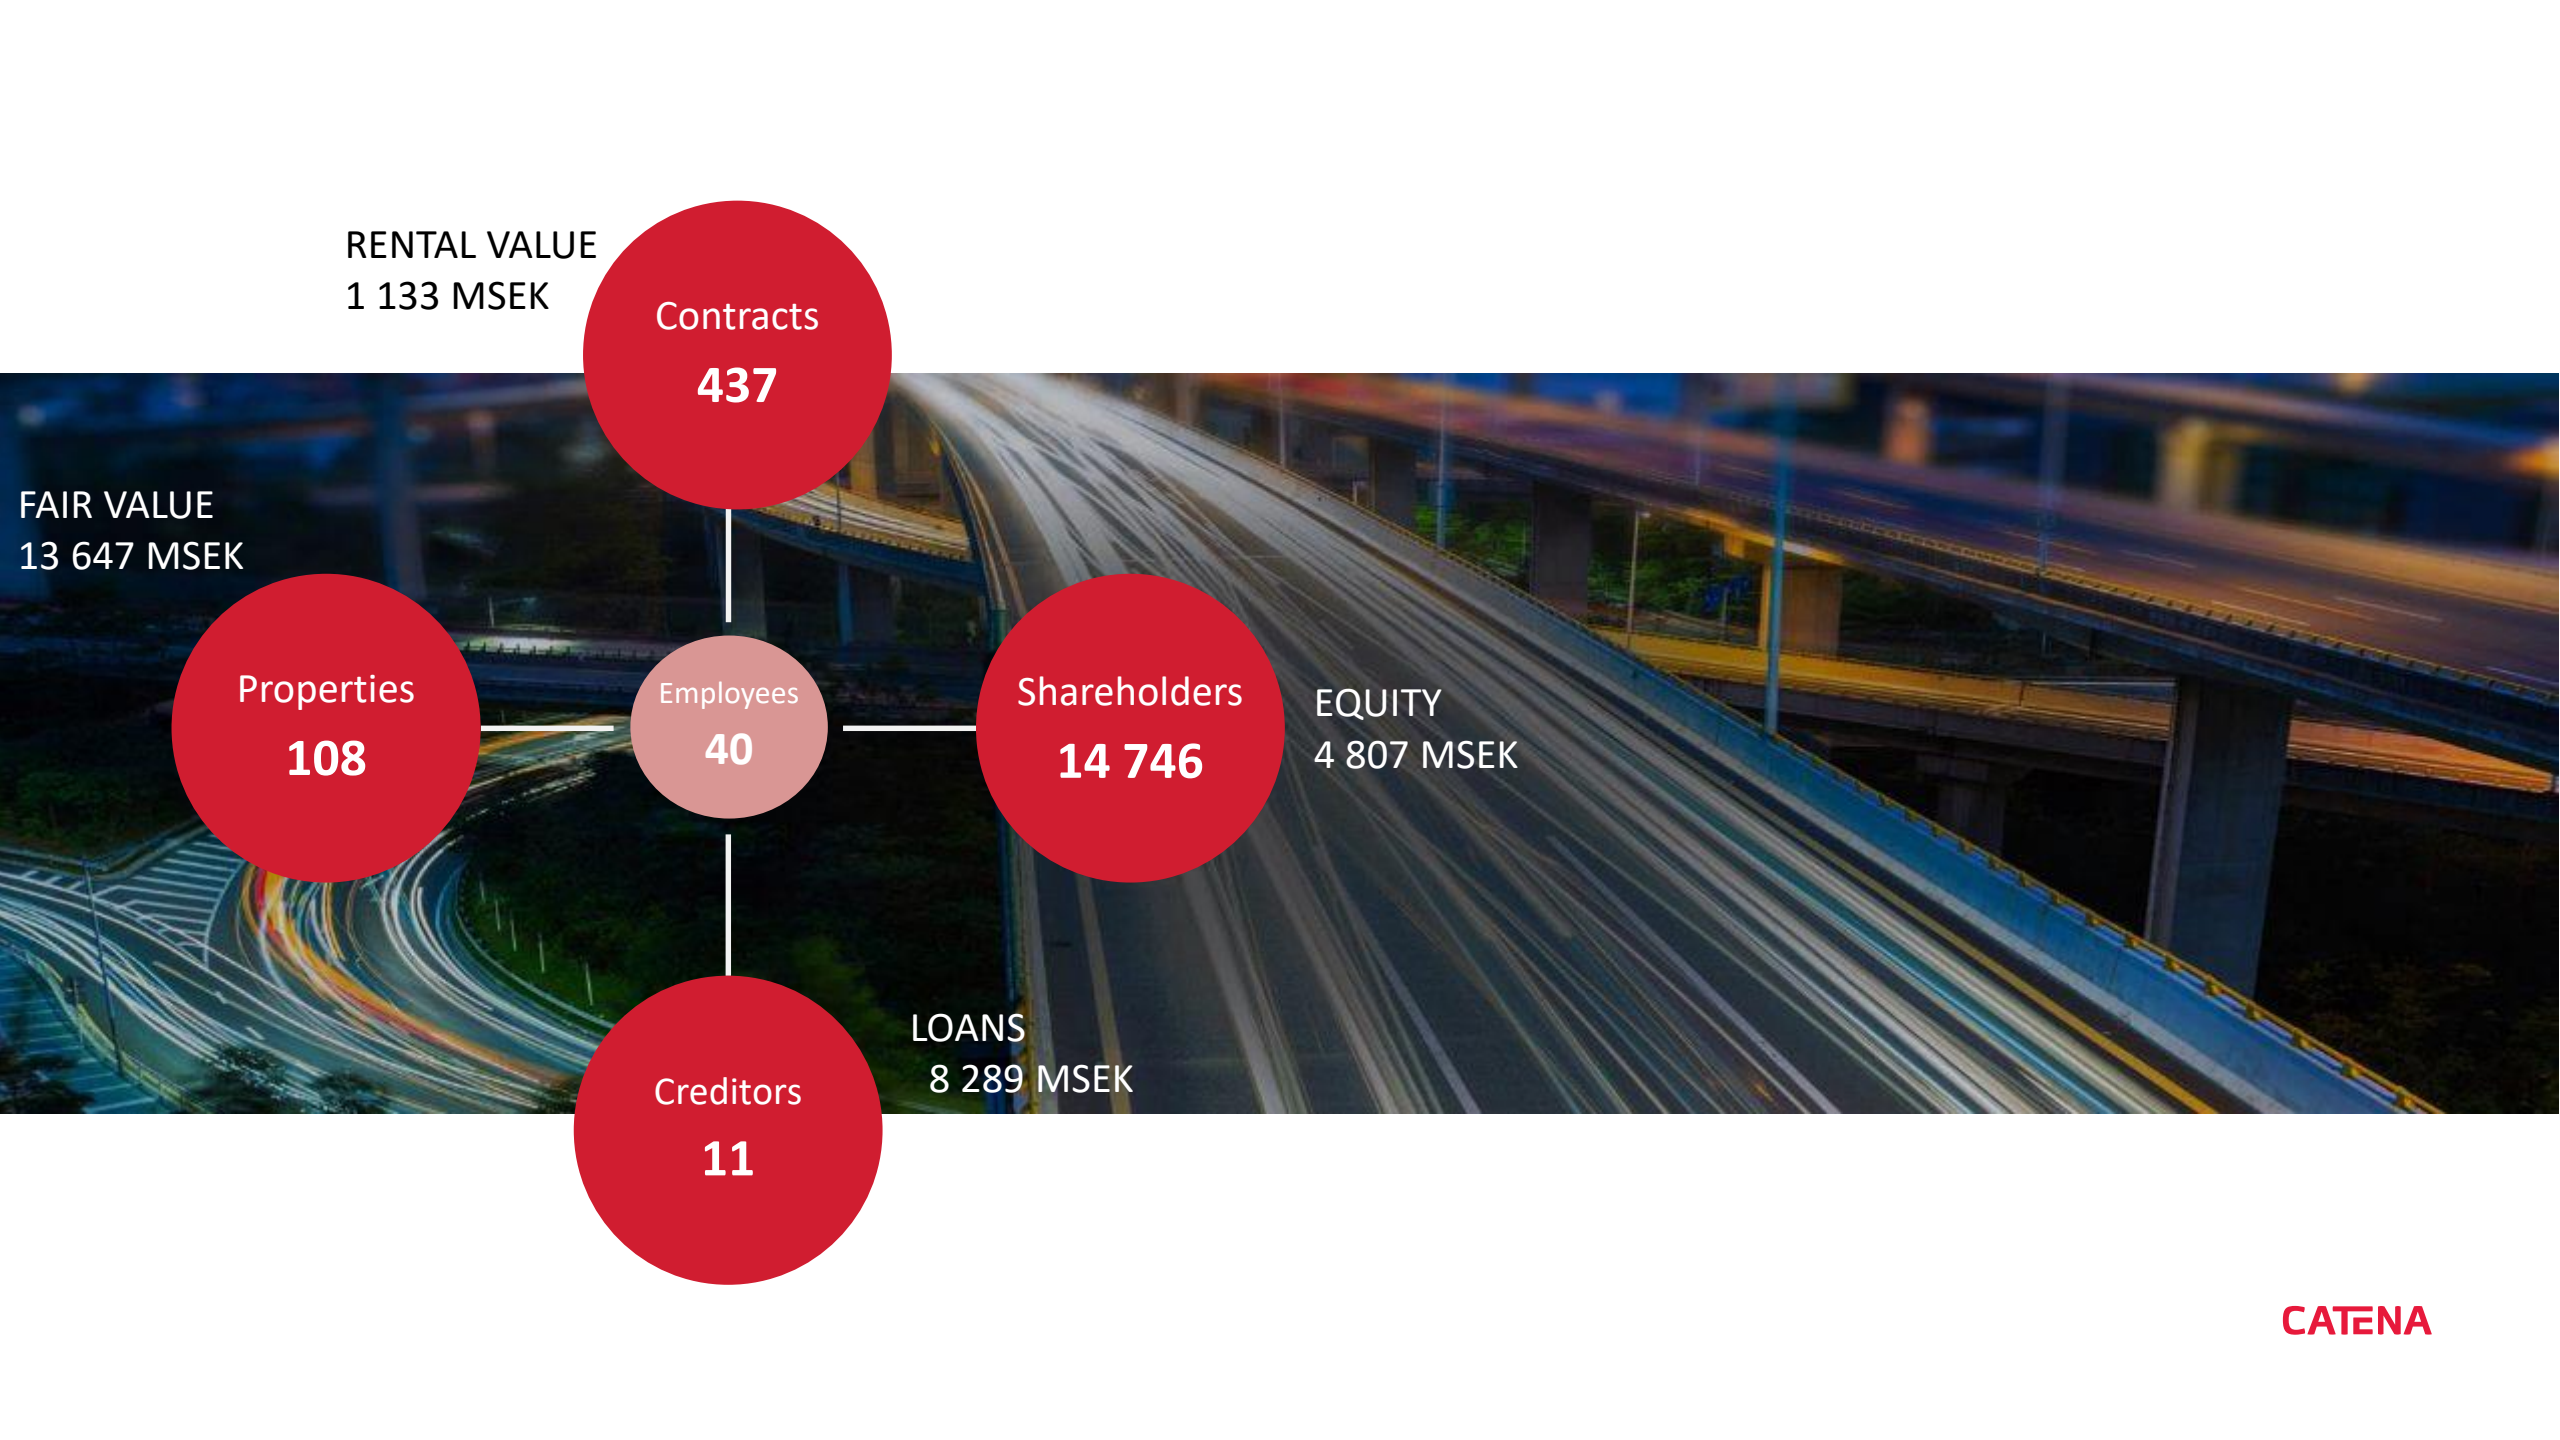 RENTAL VALUE
1 133 MSEK
Contracts
437
FAIR VALUE
13 647 MSEK
Properties
108
Employees
40
Shareholders
14 746
EQUITY
4 807 MSEK
LOANS
8 289 MSEK
Creditors
11
CATENA